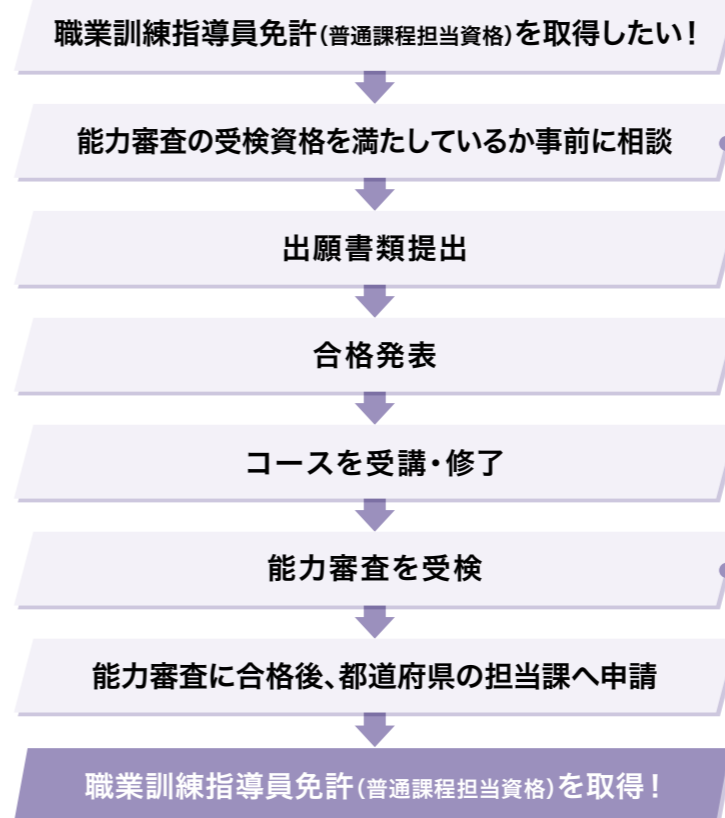 職業訓練指導員免許(普通課程担当資格)を取得したい!
能力審査の受検資格を満たしているか事前に相談
出願書類提出
合格発表
コースを受講・修了
能力審査を受検
能力審査に合格後、都道府県の担当課へ申請
職業訓練指導員免許(普通課程担当資格)を取得!